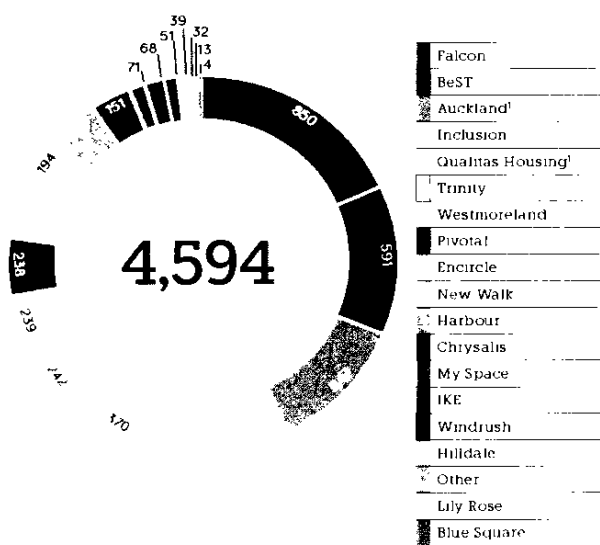 39
32
51
13
68
4
71
151
850
194
591
4,594
238
239
370
Falcon
BeST
Auckland¹
Inclusion
Qualitas Housing¹
Trinity
Westmoreland
Pivotal
Encircle
New Walk
Harbour
Chrysalis
My Space
IKE
Windrush
Hilldale
Other
Lily Rose
Blue Square